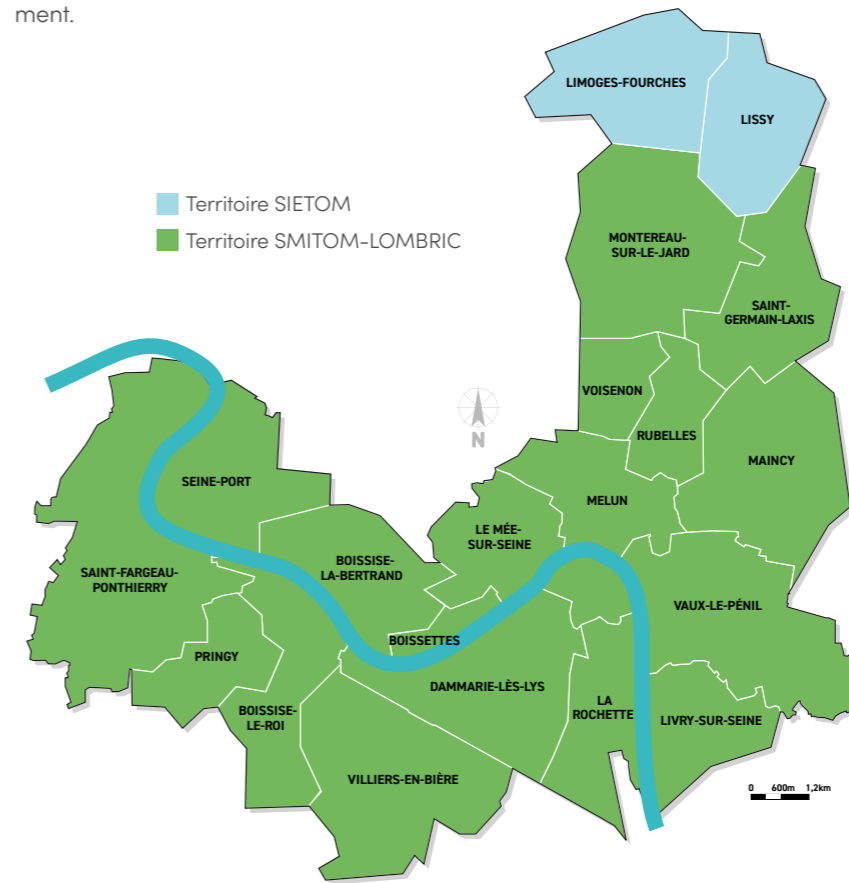 ment.
LIMOGES-FOURCHES
LISSY
Territoire SIETOM
Territoire SMITOM-LOMBRIC
MONTEREAU-
SUR-LE-JARD
SAINT-
GERMAIN-LAXIS
VOISENON
RUBELLES
MAINCY
N
SEINE-PORT
MELUN
LE MÉE-
SUR-SEINE
BOISSISE-
LA-BERTRAND
SAINT-FARGEAU-
PONTHIERRY
VAUX-LE-PÉNIL
BOISSETTES
PRINGY
DAMMARIE-LÈS-LYS
BOISSISE-
LE-ROI
LA
ROCHETTE
LIVRY-SUR-SEINE
VILLIERS-EN-BIÈRE
0 600m 1,2km